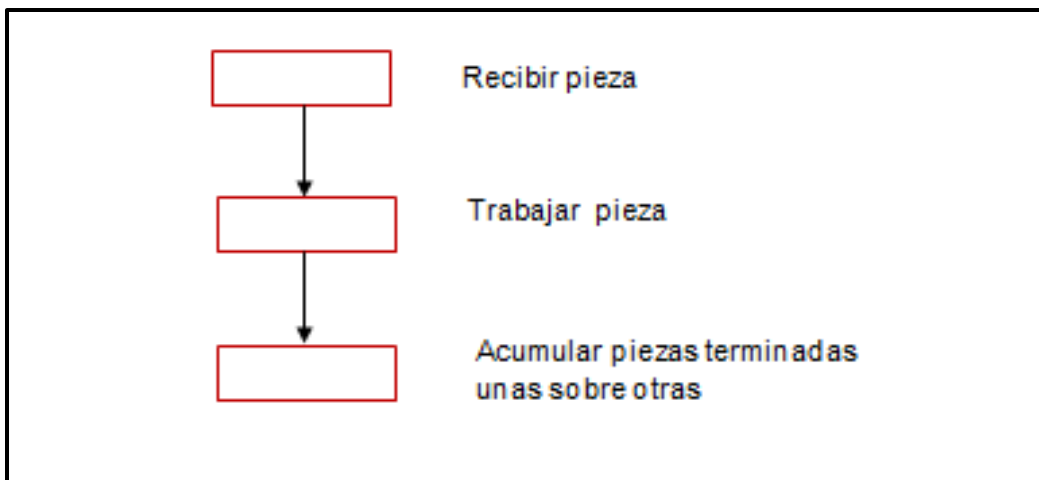 Recibir pieza
Trabajar pieza
Acumular piezas terminadas
unas sobre otras